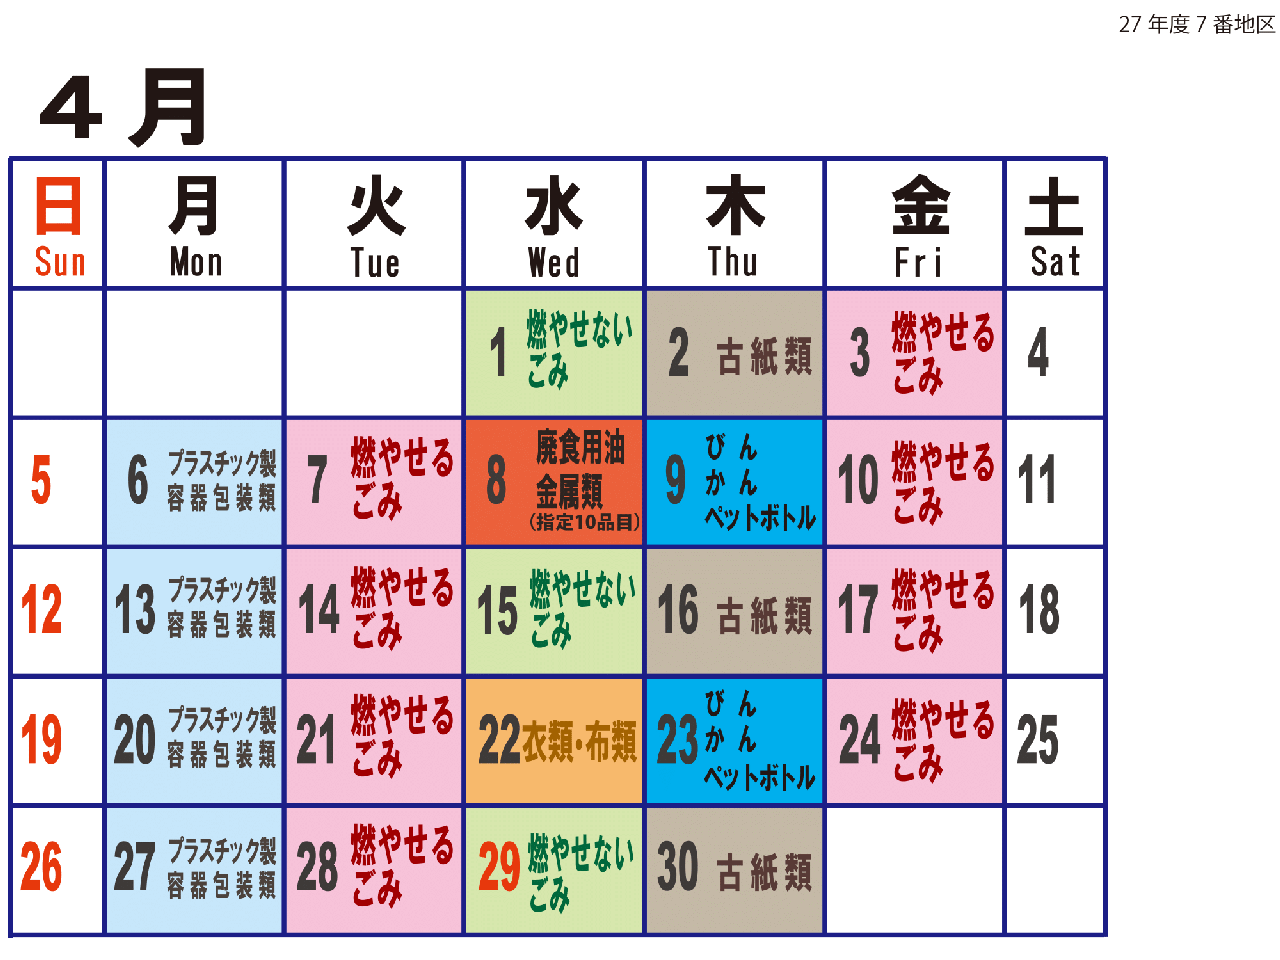 27 年度 7 番地区
4 月
日 月 火 水 木 金 土
Sun Mon Tue Wed Thu Fri Sat
1 燃やせない
ごみ
2 古紙類
3 燃やせる
ごみ
4
5
6 プラスチック製
容器包装類
7 燃やせる
ごみ
8 廃食用油
金属類
(指定10品目)
9 びん
かん
ペットボトル
10 燃やせる
ごみ
11
12
13 プラスチック製
容器包装類
14 燃やせる
ごみ
15 燃やせない
ごみ
16 古紙類
17 燃やせる
ごみ
18
19
20 プラスチック製
容器包装類
21 燃やせる
ごみ
22 衣類・布類
23 びん
かん
ペットボトル
24 燃やせる
ごみ
25
26
27 プラスチック製
容器包装類
28 燃やせる
ごみ
29 燃やせない
ごみ
30 古紙類